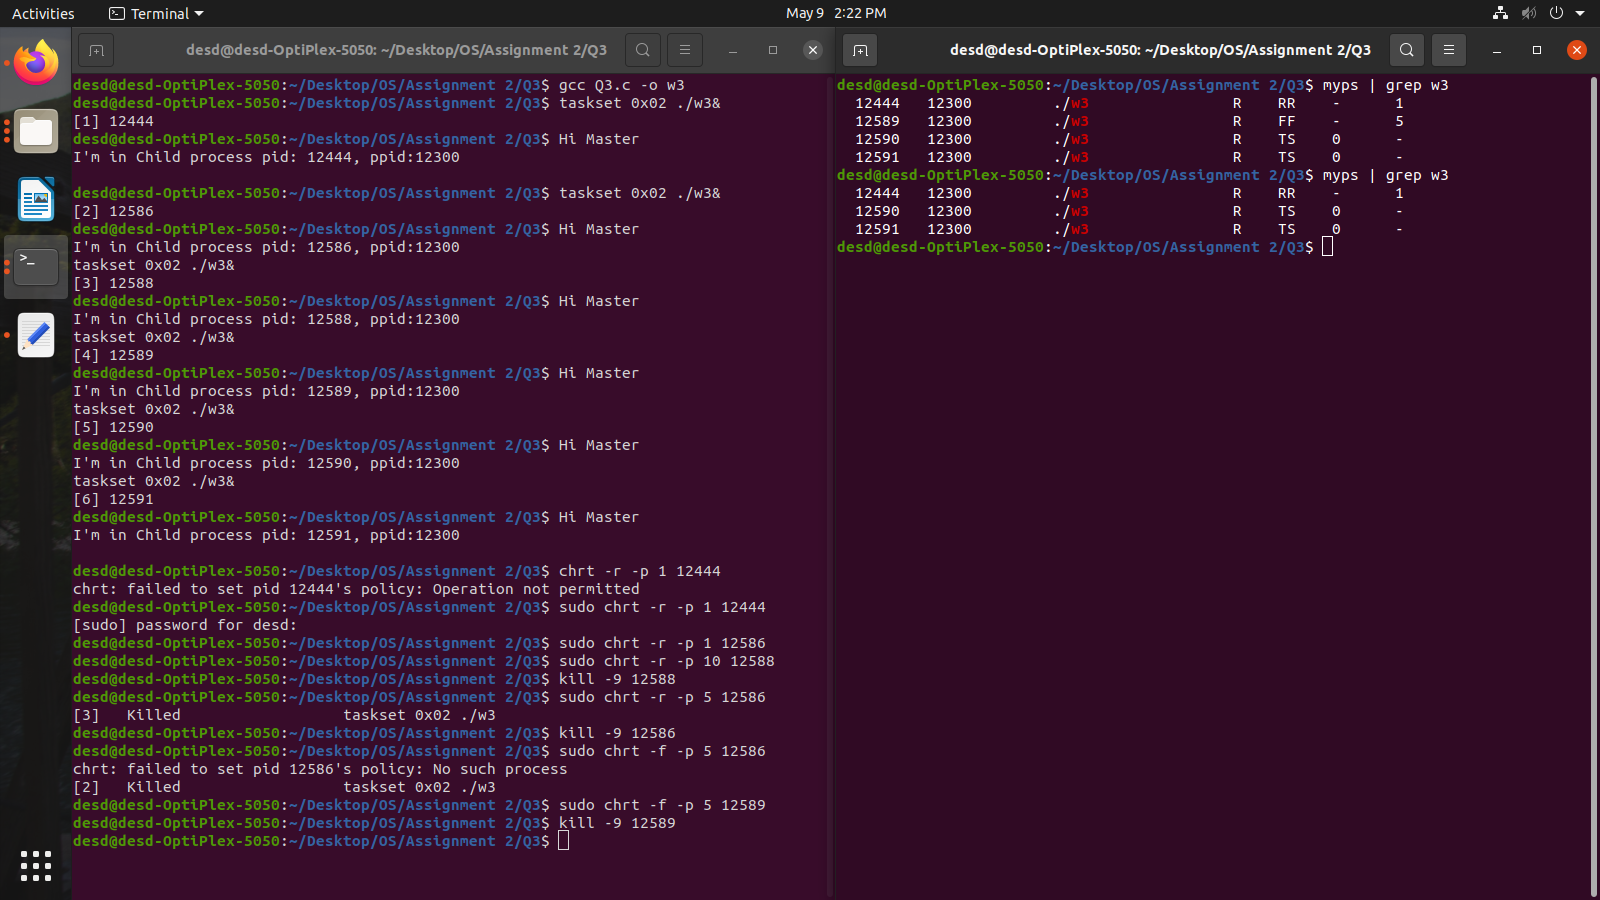 Activities
Terminal
May 9 2:22 PM
desd@desd-OptiPlex-5050: ~/Desktop/OS/Assignment 2/Q3
desd@desd-OptiPlex-5050:~/Desktop/OS/Assignment 2/Q3$ gcc Q3.c -o w3
desd@desd-OptiPlex-5050:~/Desktop/OS/Assignment 2/Q3$ taskset 0x02 ./w3&
[1] 12444
desd@desd-OptiPlex-5050:~/Desktop/OS/Assignment 2/Q3$ Hi Master
I'm in Child process pid: 12444, ppid:12300
desd@desd-OptiPlex-5050:~/Desktop/OS/Assignment 2/Q3$ taskset 0x02 ./w3&
[2] 12586
desd@desd-OptiPlex-5050:~/Desktop/OS/Assignment 2/Q3$ Hi Master
I'm in Child process pid: 12586, ppid:12300
taskset 0x02 ./w3&
[3] 12588
desd@desd-OptiPlex-5050:~/Desktop/OS/Assignment 2/Q3$ Hi Master
I'm in Child process pid: 12588, ppid:12300
taskset 0x02 ./w3&
[4] 12589
desd@desd-OptiPlex-5050:~/Desktop/OS/Assignment 2/Q3$ Hi Master
I'm in Child process pid: 12589, ppid:12300
taskset 0x02 ./w3&
[5] 12590
desd@desd-OptiPlex-5050:~/Desktop/OS/Assignment 2/Q3$ Hi Master
I'm in Child process pid: 12590, ppid:12300
taskset 0x02 ./w3&
[6] 12591
desd@desd-OptiPlex-5050:~/Desktop/OS/Assignment 2/Q3$ Hi Master
I'm in Child process pid: 12591, ppid:12300
desd@desd-OptiPlex-5050:~/Desktop/OS/Assignment 2/Q3$ chrt -r -p 1 12444
chrt: failed to set pid 12444's policy: Operation not permitted
desd@desd-OptiPlex-5050:~/Desktop/OS/Assignment 2/Q3$ sudo chrt -r -p 1 12444
[sudo] password for desd:
desd@desd-OptiPlex-5050:~/Desktop/OS/Assignment 2/Q3$ sudo chrt -r -p 1 12586
desd@desd-OptiPlex-5050:~/Desktop/OS/Assignment 2/Q3$ sudo chrt -r -p 10 12588
desd@desd-OptiPlex-5050:~/Desktop/OS/Assignment 2/Q3$ kill -9 12588
desd@desd-OptiPlex-5050:~/Desktop/OS/Assignment 2/Q3$ sudo chrt -r -p 5 12586
[3]   Killed                  taskset 0x02 ./w3
desd@desd-OptiPlex-5050:~/Desktop/OS/Assignment 2/Q3$ kill -9 12586
desd@desd-OptiPlex-5050:~/Desktop/OS/Assignment 2/Q3$ sudo chrt -f -p 5 12586
chrt: failed to set pid 12586's policy: No such process
[2]   Killed                  taskset 0x02 ./w3
desd@desd-OptiPlex-5050:~/Desktop/OS/Assignment 2/Q3$ sudo chrt -f -p 5 12589
desd@desd-OptiPlex-5050:~/Desktop/OS/Assignment 2/Q3$ kill -9 12589
desd@desd-OptiPlex-5050:~/Desktop/OS/Assignment 2/Q3$
desd@desd-OptiPlex-5050: ~/Desktop/OS/Assignment 2/Q3
desd@desd-OptiPlex-5050:~/Desktop/OS/Assignment 2/Q3$ myps | grep w3
12444   12300         ./w3                R    RR    -      1
12589   12300         ./w3                R    FF    -      5
12590   12300         ./w3                R    TS    0      -
12591   12300         ./w3                R    TS    0      -
desd@desd-OptiPlex-5050:~/Desktop/OS/Assignment 2/Q3$ myps | grep w3
12444   12300         ./w3                R    RR    -      1
12590   12300         ./w3                R    TS    0      -
12591   12300         ./w3                R    TS    0      -
desd@desd-OptiPlex-5050:~/Desktop/OS/Assignment 2/Q3$